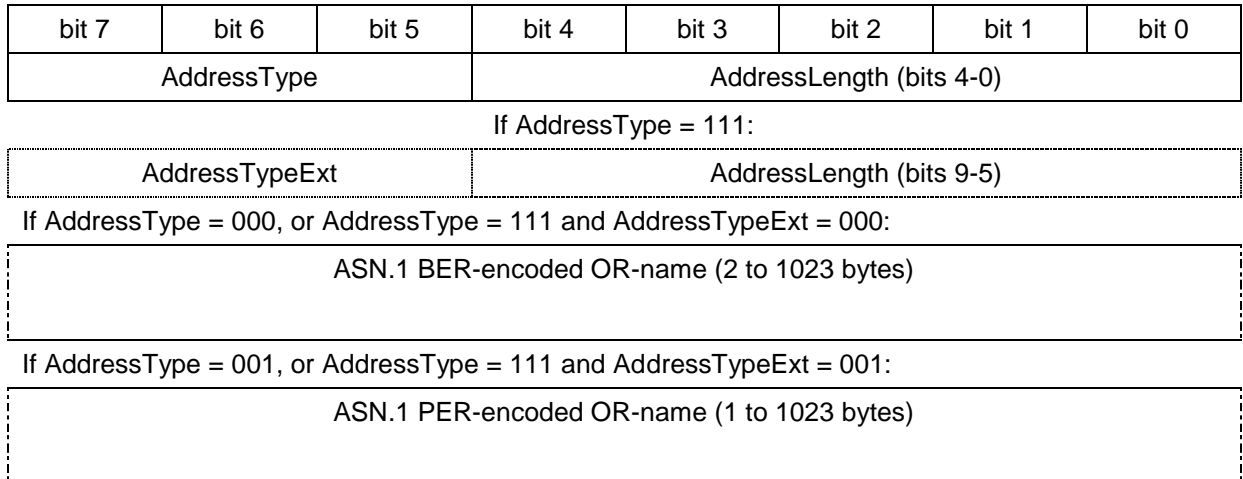 bit 7 bit 6 bit 5 bit 4 bit 3 bit 2 bit 1 bit 0
AddressType AddressLength (bits 4-0)
If AddressType = 111:
AddressTypeExt AddressLength (bits 9-5)
If AddressType = 000, or AddressType = 111 and AddressTypeExt = 000:
ASN.1 BER-encoded OR-name (2 to 1023 bytes)
If AddressType = 001, or AddressType = 111 and AddressTypeExt = 001:
ASN.1 PER-encoded OR-name (1 to 1023 bytes)